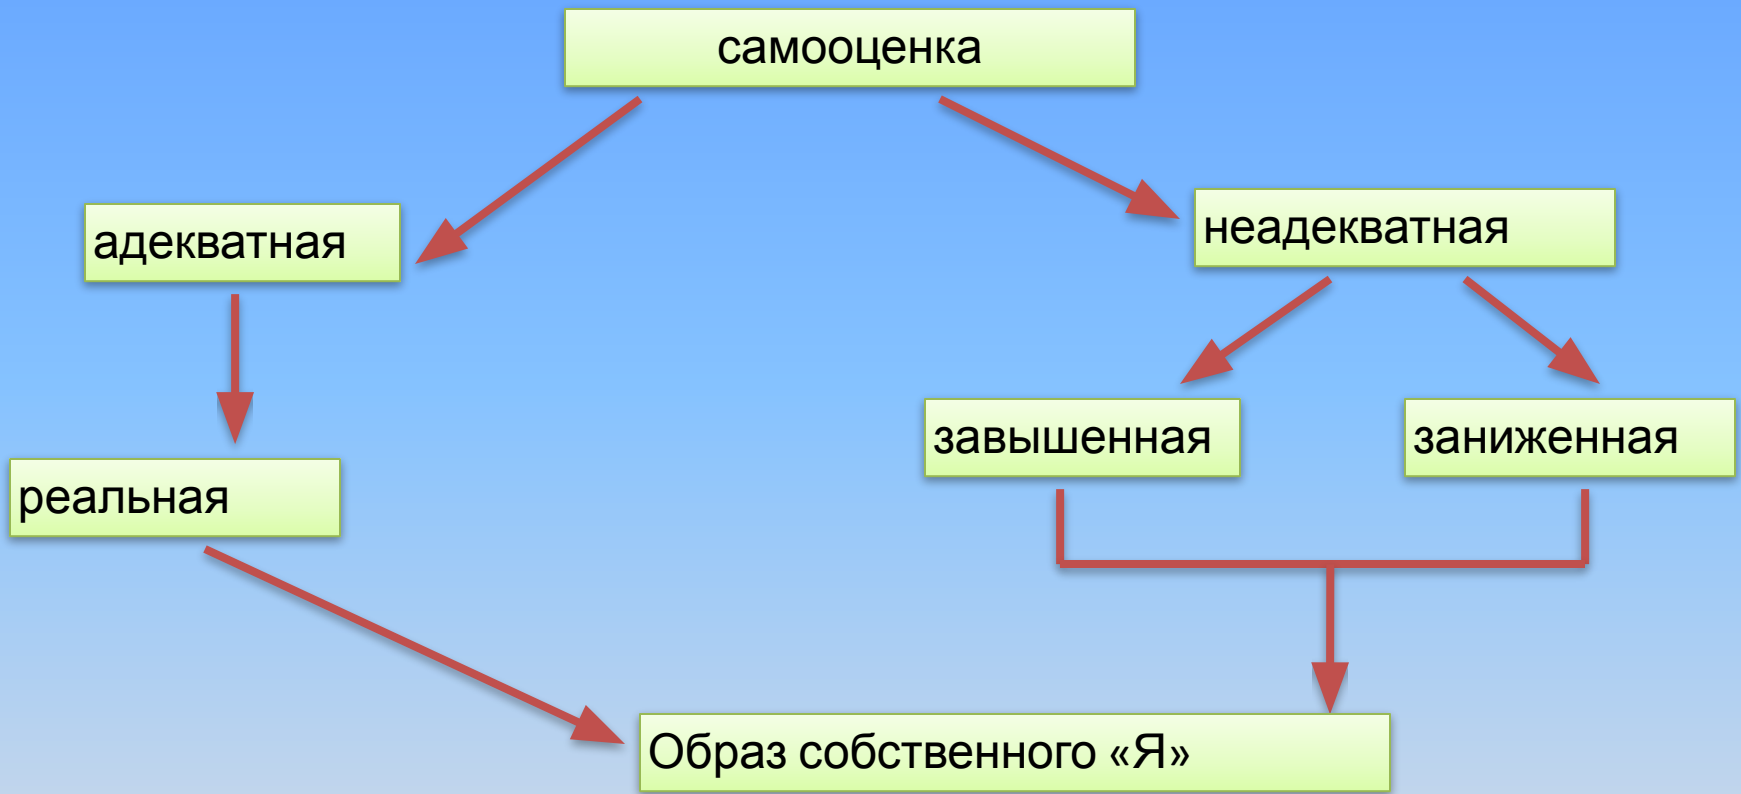 самооценка
адекватная
неадекватная
завышенная
заниженная
реальная
Образ собственного «Я»